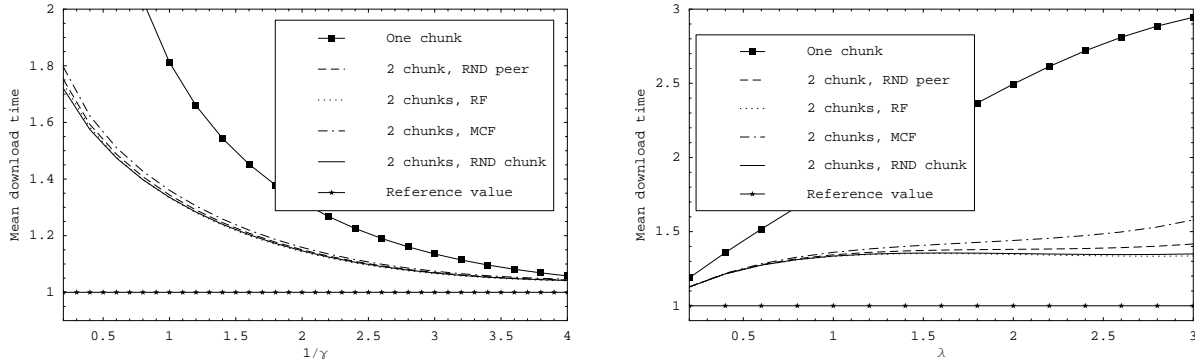 2
1.8
1.6
1.4
1.2
1
Mean download time
0.5 1 1.5 2 2.5 3 3.5 4
1/γ
One chunk
2 chunk, RND peer
2 chunks, RF
2 chunks, MCF
2 chunks, RND chunk
Reference value
3
2.5
2
1.5
1
Mean download time
0.5 1 1.5 2 2.5 3
λ
One chunk
2 chunk, RND peer
2 chunks, RF
2 chunks, MCF
2 chunks, RND chunk
Reference value